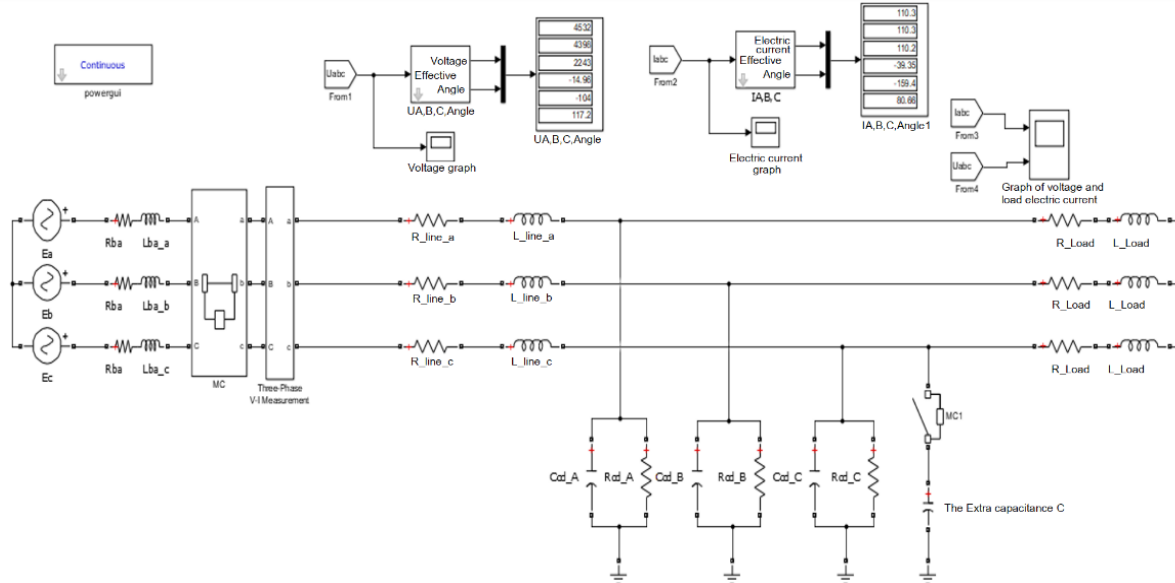 Continuous
powergui
Uabc
From1
Voltage
Effective
Angle
UA,B,C,Angle
Voltage graph
4532
4398
2243
-14.96
-104
117.2
UA,B,C,Angle
Iabc
From2
Electric
current
Effective
Angle
IA,B,C
Electric current
graph
110.3
110.3
110.2
-39.35
-159.4
80.66
IA,B,C,Angle1
Iabc
From3
Uabc
From4
Graph of voltage and
load electric current
Ea
Rba
Lba_a
A
a
A
a
R_line_a
L_line_a
R_Load
L_Load
Eb
Rba
Lba_b
B
b
B
b
R_line_b
L_line_b
R_Load
L_Load
Ec
Rba
Lba_c
C
c
C
c
R_line_c
L_line_c
R_Load
L_Load
MC
Three-Phase
V-I Measurement
MC1
Ccd_A
Rcd_A
Ccd_B
Rcd_B
Ccd_C
Rcd_C
The Extra capacitance C